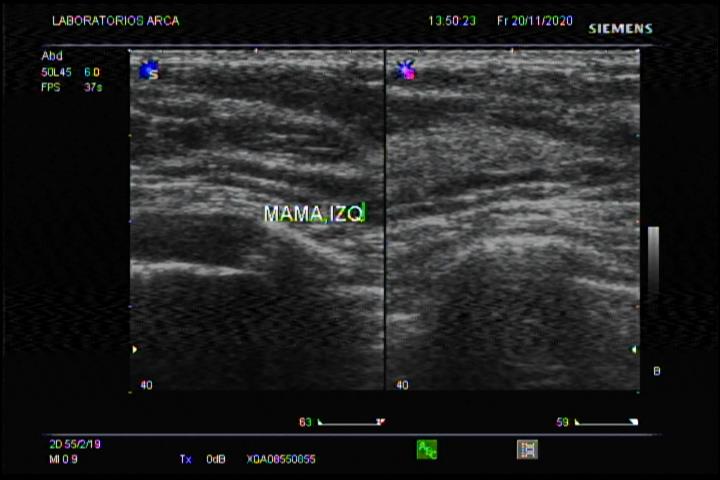 LABORATORIOS ARCA 13:50:23 Fr 20/11/2020 SIEMENS
Abd
50L45 6.0
FPS 37s
S
MAMA IZQ
B
40 40
63 59
2D 55/2/19
MI 0.9 Tx 0dB XQA08550855